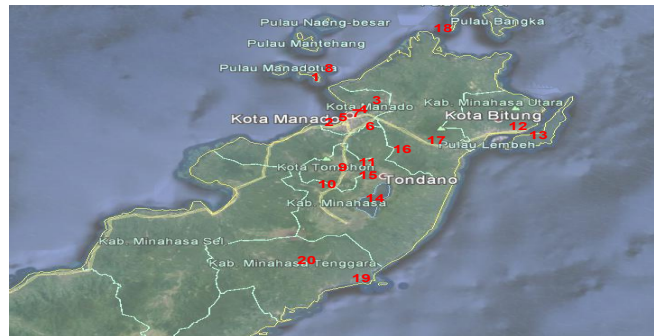 Pulau Naeng-besar
18 Pulau Bangka
Pulau Mantehang
Pulau Manadotua 8
1
3
Kota Manado Kab. Minahasa Utara
Kota Manado 2 5 7 4
Kota Bitung
6 12
13
17 Pulau Lembeh
16
11
Kota Tomohon 9
15 Tondano
10
14
Kab. Minahasa
Kab. Minahasa Sel
20
Kab. Minahasa Tenggara
19